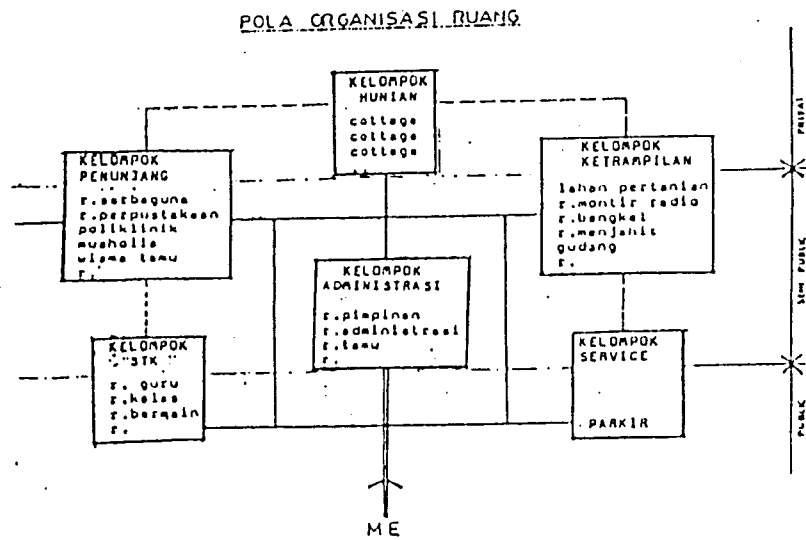 POLA ORGANISASI RUANG
KELOMPOK
HUNIAN
cottage
cottage
cottage
KELOMPOK
PENUNJANG
r.serbaguna
r.perpustakaan
poliklinik
musholla
wisma tamu
r.
KELOMPOK
KETRAMPILAN
lahan pertanian
r.montir radio
r.bengkel
r.menjahit
gudang
r.
KELOMPOK
ADMINISTRASI
r.pimpinan
r.administrasi
r.tamu
r.
KELOMPOK
"STK"
r. guru
r.kelas
r.bermain
r.
KELOMPOK
SERVICE
PARKIR
ME
PRIVAT
SEMI PUBLIK
PUBLIK